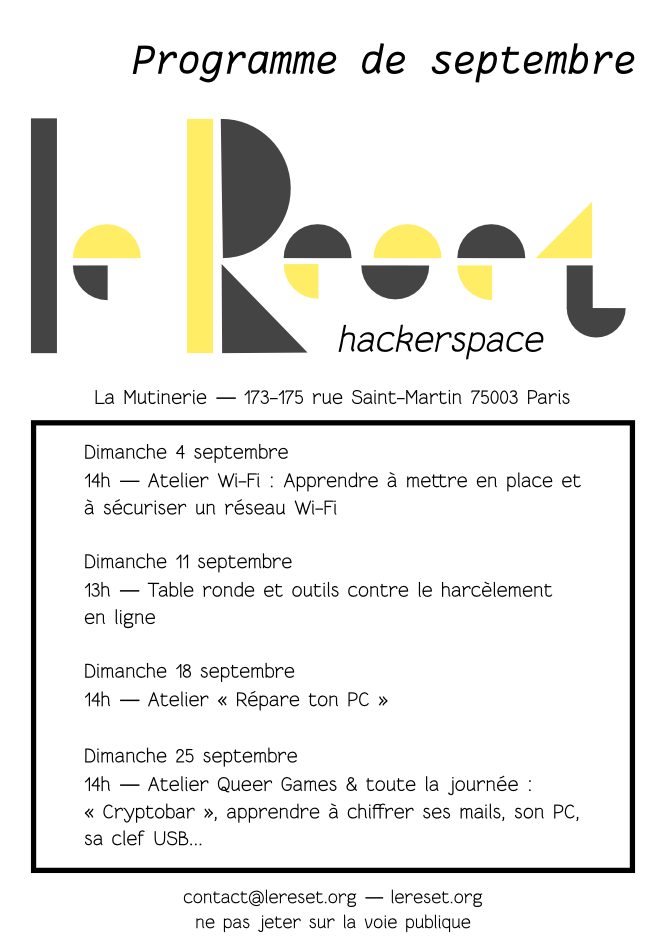 Programme de septembre
le Reset
hackerspace
La Mutinerie — 173-175 rue Saint-Martin 75003 Paris
Dimanche 4 septembre
14h — Atelier Wi-Fi : Apprendre à mettre en place et
à sécuriser un réseau Wi-Fi
Dimanche 11 septembre
13h — Table ronde et outils contre le harcèlement
en ligne
Dimanche 18 septembre
14h — Atelier « Répare ton PC »
Dimanche 25 septembre
14h — Atelier Queer Games & toute la journée :
« Cryptobar », apprendre à chiffrer ses mails, son PC,
sa clef USB...
contact@lereset.org — lereset.org
ne pas jeter sur la voie publique